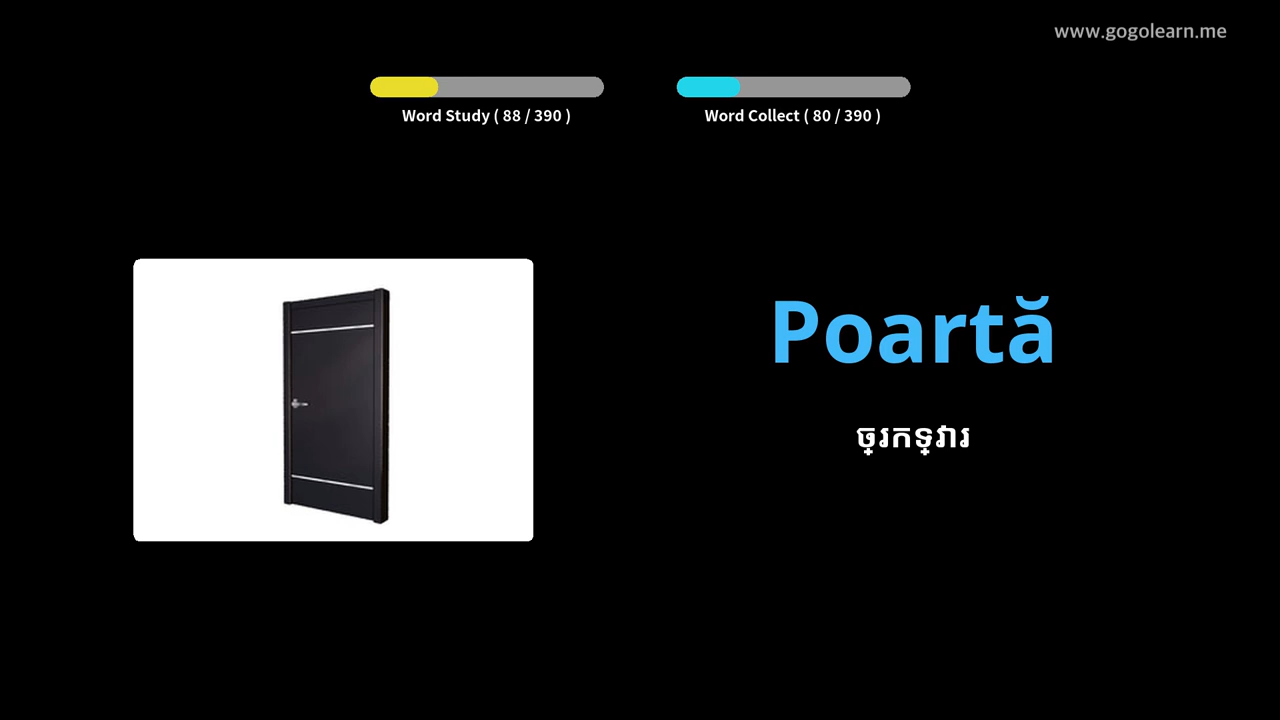 www.gogolearn.me
Word Study ( 88 / 390 )
Word Collect ( 80 / 390 )
Poartă
ច្រកទ្វារ